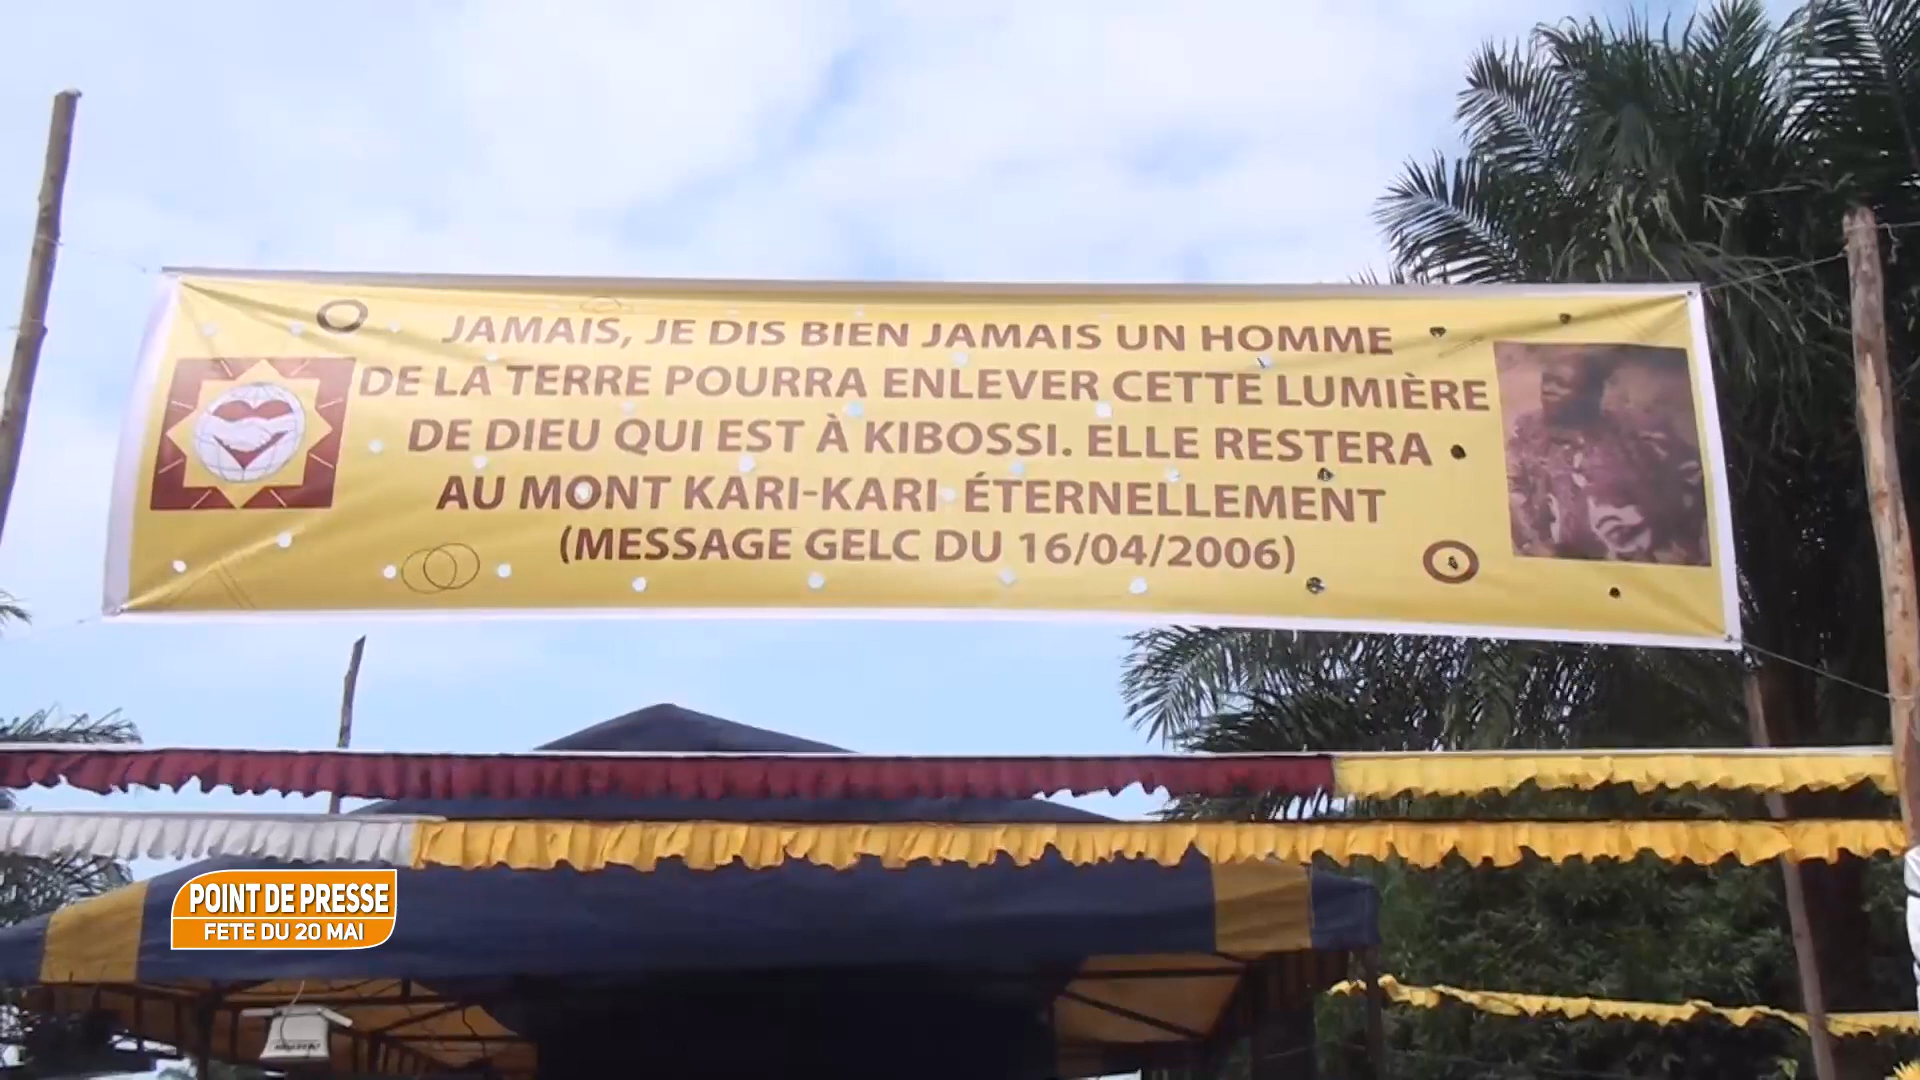 JAMAIS, JE DIS BIEN JAMAIS UN HOMME
DE LA TERRE POURRA ENLEVER CETTE LUMIÈRE
DE DIEU QUI EST À KIBOSSI. ELLE RESTERA
AU MONT KARI-KARI ÉTERNELLEMENT
(MESSAGE GELC DU 16/04/2006)
POINT DE PRESSE
FETE DU 20 MAI